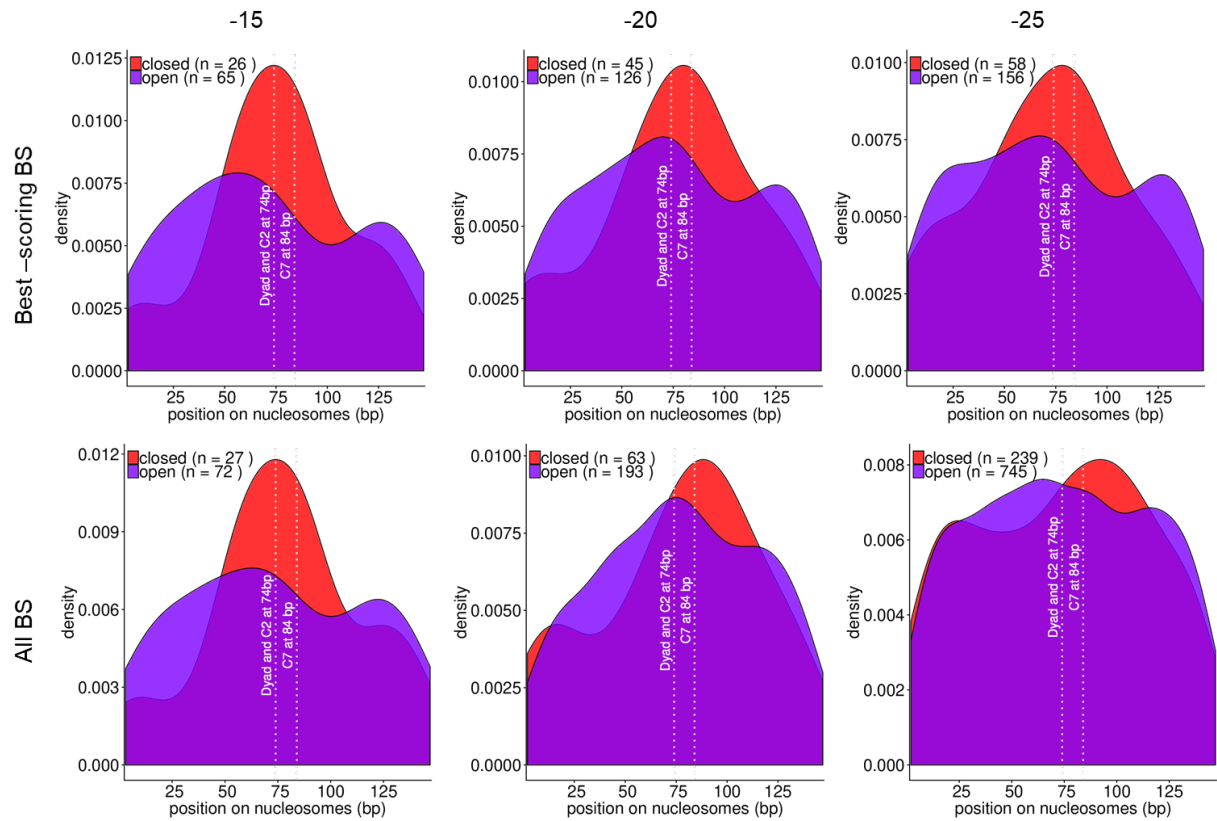 -15
-20
-25
Best –scoring BS
0.0125
0.0100
0.0075
0.0050
0.0025
0.0000
density
closed (n = 26 )
open (n = 65 )
Dyad and C2 at 74bp
C7 at 84 bp
25 50 75 100 125
position on nucleosomes (bp)
0.0100
0.0075
0.0050
0.0025
0.0000
density
closed (n = 45 )
open (n = 126 )
Dyad and C2 at 74bp
C7 at 84 bp
25 50 75 100 125
position on nucleosomes (bp)
0.0100
0.0075
0.0050
0.0025
0.0000
density
closed (n = 58 )
open (n = 156 )
Dyad and C2 at 74bp
C7 at 84 bp
25 50 75 100 125
position on nucleosomes (bp)
All BS
0.012
0.009
0.006
0.003
0.000
density
closed (n = 27 )
open (n = 72 )
Dyad and C2 at 74bp
C7 at 84 bp
25 50 75 100 125
position on nucleosomes (bp)
0.0100
0.0075
0.0050
0.0025
0.000
density
closed (n = 63 )
open (n = 193 )
Dyad and C2 at 74bp
C7 at 84 bp
25 50 75 100 125
position on nucleosomes (bp)
0.008
0.006
0.004
0.002
0.000
density
closed (n = 239 )
open (n = 745 )
Dyad and C2 at 74bp
C7 at 84 bp
25 50 75 100 125
position on nucleosomes (bp)